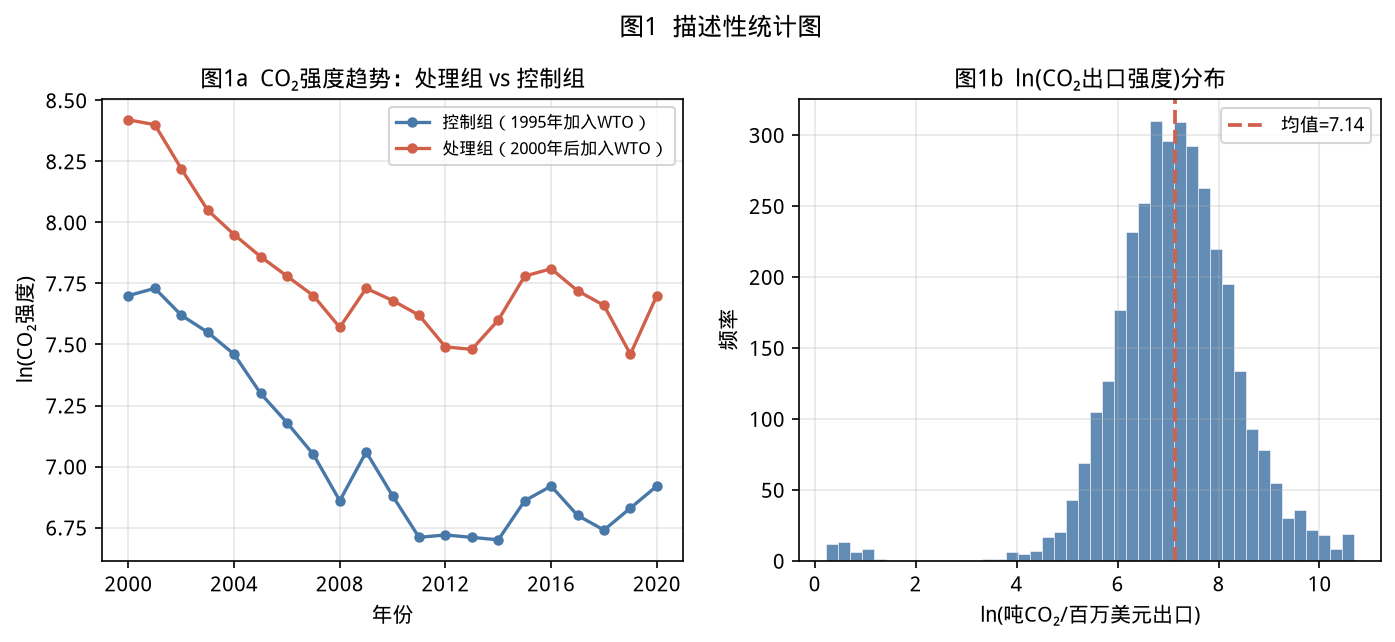 图1 描述性统计图
图1a CO₂强度趋势：处理组 vs 控制组
ln(CO₂强度)
8.50
8.25
8.00
7.75
7.50
7.25
7.00
6.75
控制组（1995年加入WTO）
处理组（2000年后加入WTO）
2000 2004 2008 2012 2016 2020
年份
图1b ln(CO₂出口强度)分布
频率
300
250
200
150
100
50
0
均值=7.14
0 2 4 6 8 10
ln(吨CO₂/百万美元出口)